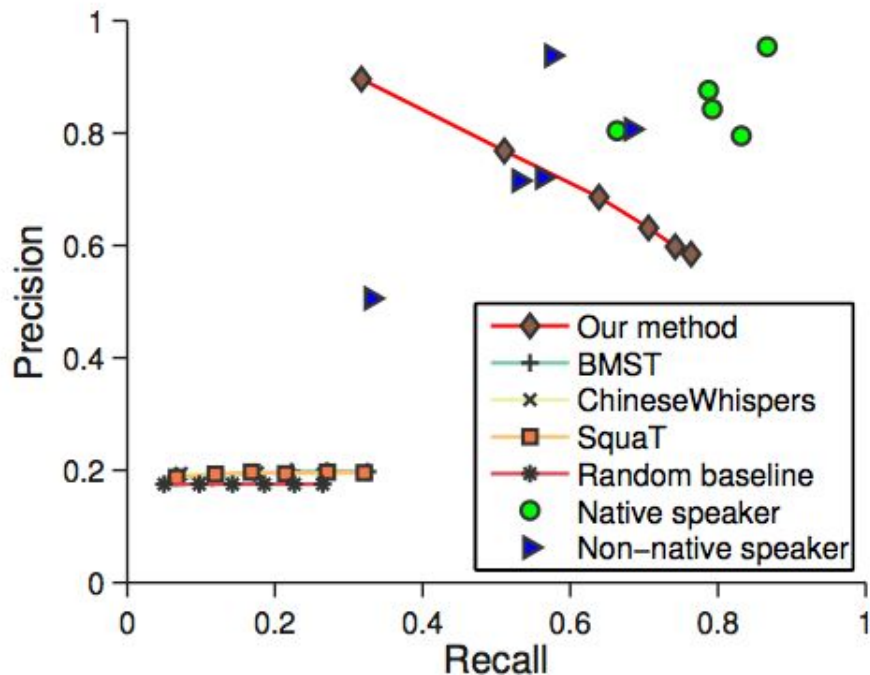 1
0.8
0.6
0.4
0.2
0
Precision
Our method
BMST
ChineseWhispers
SquaT
Random baseline
Native speaker
Non-native speaker
0 0.2 0.4 0.6 0.8 1
Recall